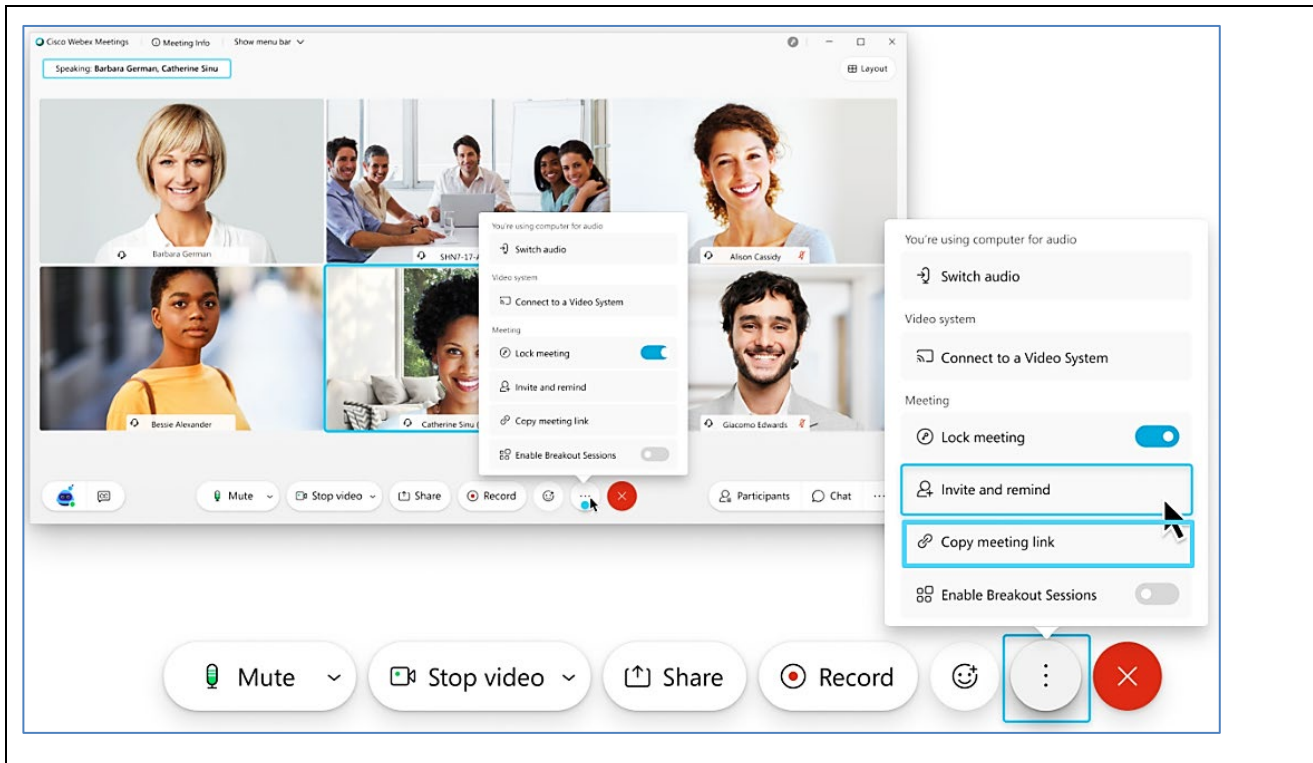 Cisco Webex Meetings Meeting Info Show menu bar
Speaking: Barbara German, Catherine Sinu
Layout
Barbara German
SHN7-17-
Alison Cassidy
Bessie Alexander
Catherine Sinu
Giacomo Edwards
You're using computer for audio
Switch audio
Video system
Connect to a Video System
Meeting
Lock meeting
Invite and remind
Copy meeting link
Enable Breakout Sessions
Mute Stop video Share Record
Participants Chat
You're using computer for audio
Switch audio
Video system
Connect to a Video System
Meeting
Lock meeting
Invite and remind
Copy meeting link
Enable Breakout Sessions
Mute Stop video Share Record